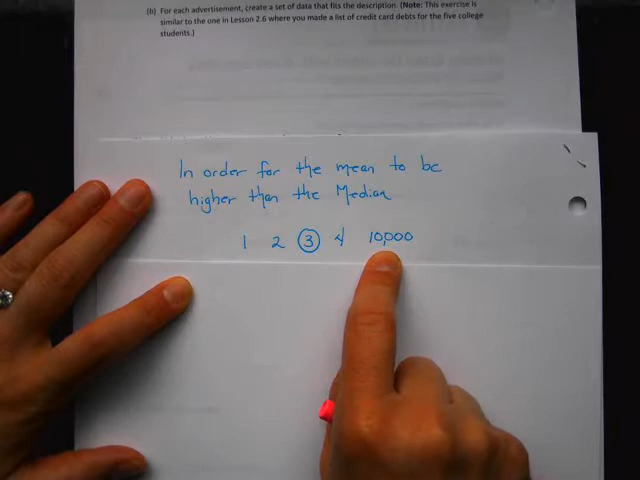 (b) For each advertisement, create a set of data that fits the description. (Note: This exercise is
similar to the one in Lesson 2.6 where you made a list of credit card debts for the five college
students.)
In order for the mean to be
higher than the Median
1 2 3 4 10,000